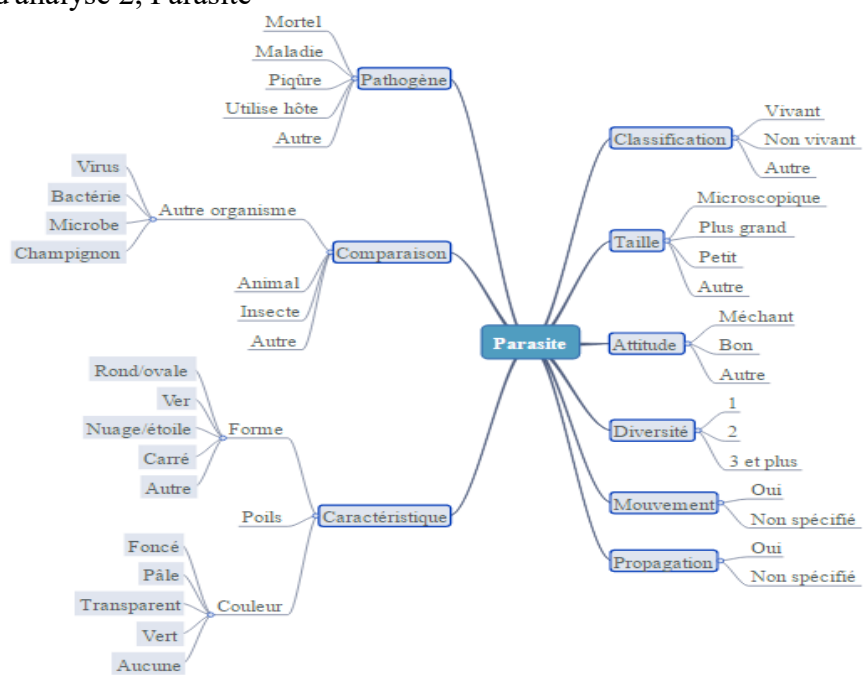 d'analyse 2, Parasite
Parasite
Pathogène
Mortel
Maladie
Piqûre
Utilise hôte
Autre
Comparaison
Autre organisme
Virus
Bactérie
Microbe
Champignon
Animal
Insecte
Autre
Caractéristique
Forme
Rond/ovale
Ver
Nuage/étoile
Carré
Autre
Poils
Couleur
Foncé
Pâle
Transparent
Vert
Aucune
Classification
Vivant
Non vivant
Autre
Taille
Microscopique
Plus grand
Petit
Autre
Attitude
Méchant
Bon
Autre
Diversité
1
2
3 et plus
Mouvement
Oui
Non spécifié
Propagation
Oui
Non spécifié